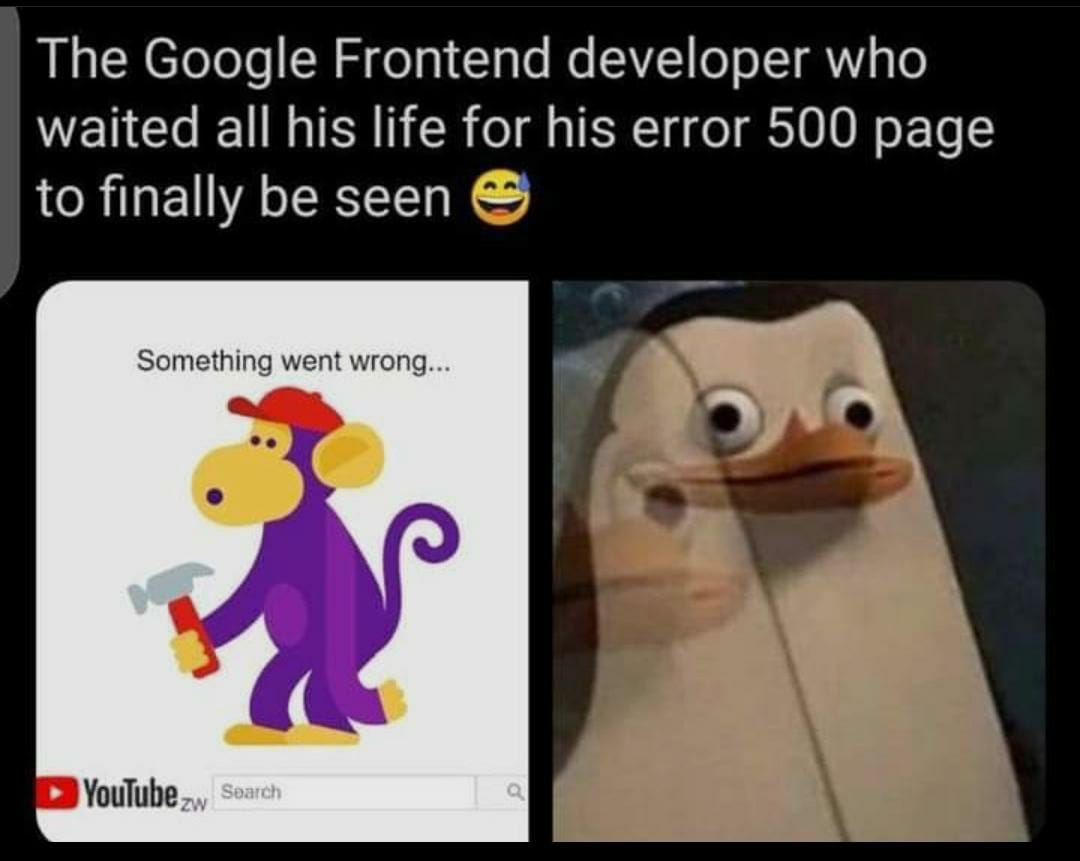 The Google Frontend developer who
waited all his life for his error 500 page
to finally be seen 😅
Something went wrong...
YouTube ZW
Search